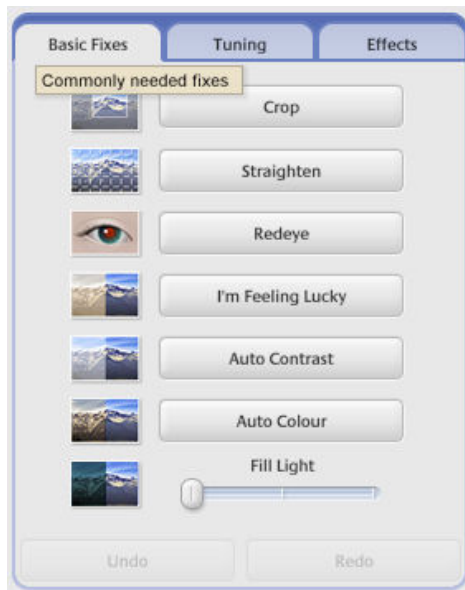 Basic Fixes
Tuning
Effects
Commonly needed fixes
Crop
Straighten
Redeye
I'm Feeling Lucky
Auto Contrast
Auto Colour
Fill Light
Undo
Redo